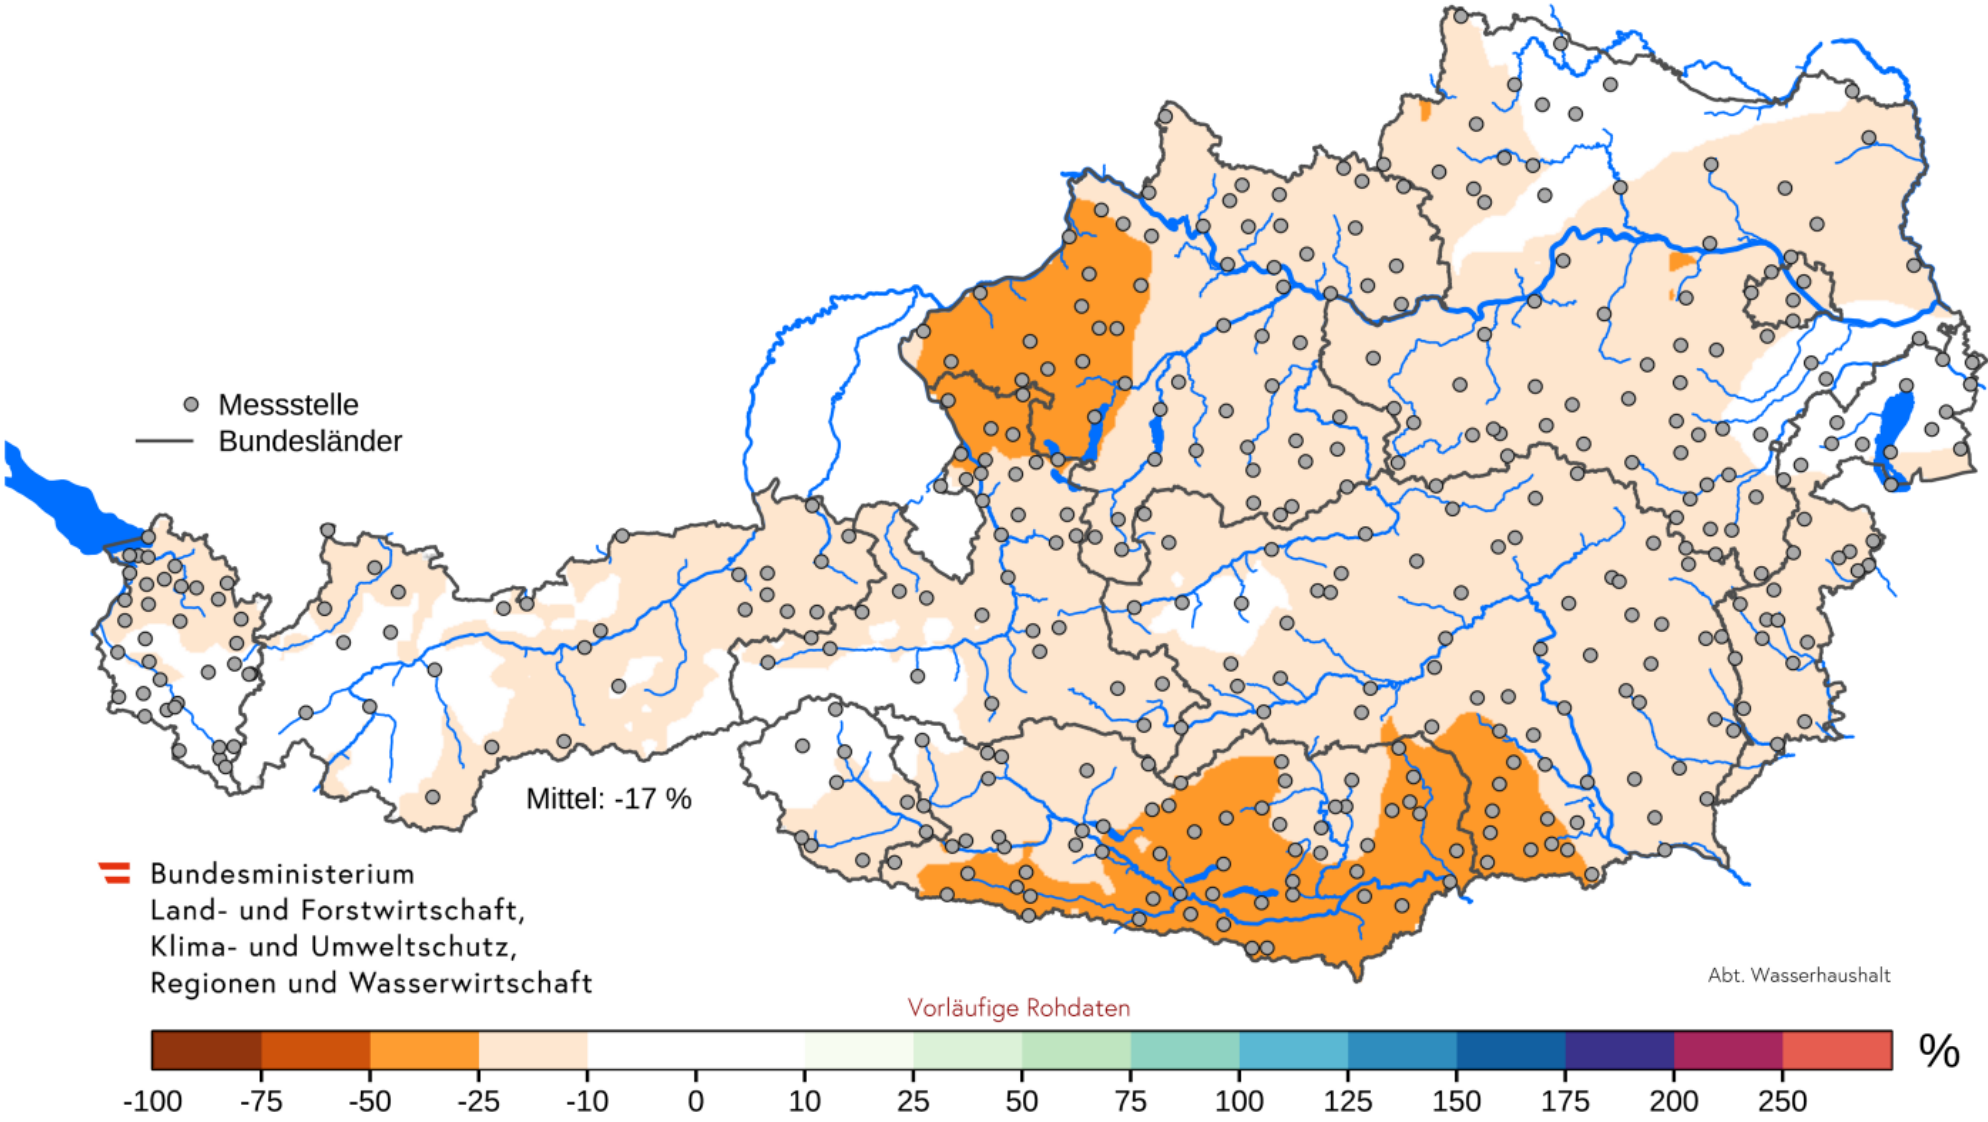 Messstelle
Bundesländer
Mittel: -17 %
Bundesministerium
Land- und Forstwirtschaft,
Klima- und Umweltschutz,
Regionen und Wasserwirtschaft
Abt. Wasserhaushalt
Vorläufige Rohdaten
%
-100 -75 -50 -25 -10 0 10 25 50 75 100 125 150 175 200 250